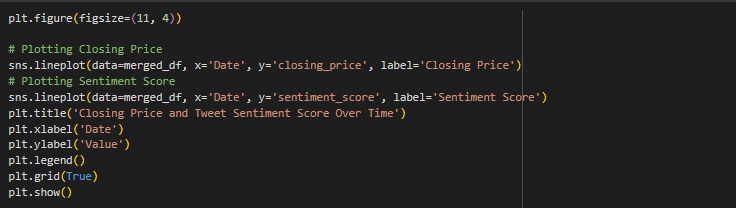 plt.figure(figsize=(11, 4))
# Plotting Closing Price
sns.lineplot(data=merged_df, x='Date', y='closing_price', label='Closing Price')
# Plotting Sentiment Score
sns.lineplot(data=merged_df, x='Date', y='sentiment_score', label='Sentiment Score')
plt.title('Closing Price and Tweet Sentiment Score Over Time')
plt.xlabel('Date')
plt.ylabel('Value')
plt.legend()
plt.grid(True)
plt.show()